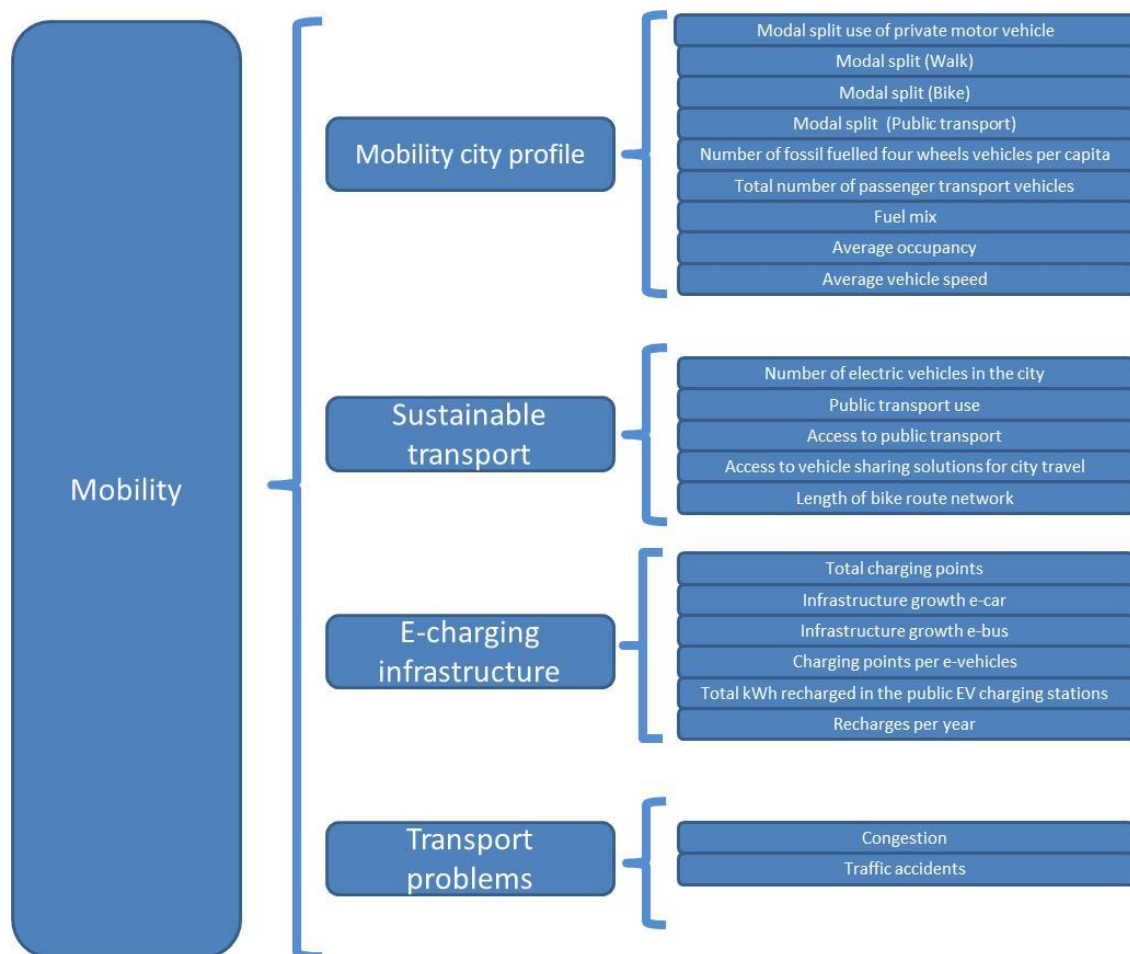 Mobility
Mobility city profile
Modal split use of private motor vehicle
Modal split (Walk)
Modal split (Bike)
Modal split (Public transport)
Number of fossil fuelled four wheels vehicles per capita
Total number of passenger transport vehicles
Fuel mix
Average occupancy
Average vehicle speed
Sustainable
transport
Number of electric vehicles in the city
Public transport use
Access to public transport
Access to vehicle sharing solutions for city travel
Length of bike route network
E-charging
infrastructure
Total charging points
Infrastructure growth e-car
Infrastructure growth e-bus
Charging points per e-vehicles
Total kWh recharged in the public EV charging stations
Recharges per year
Transport
problems
Congestion
Traffic accidents